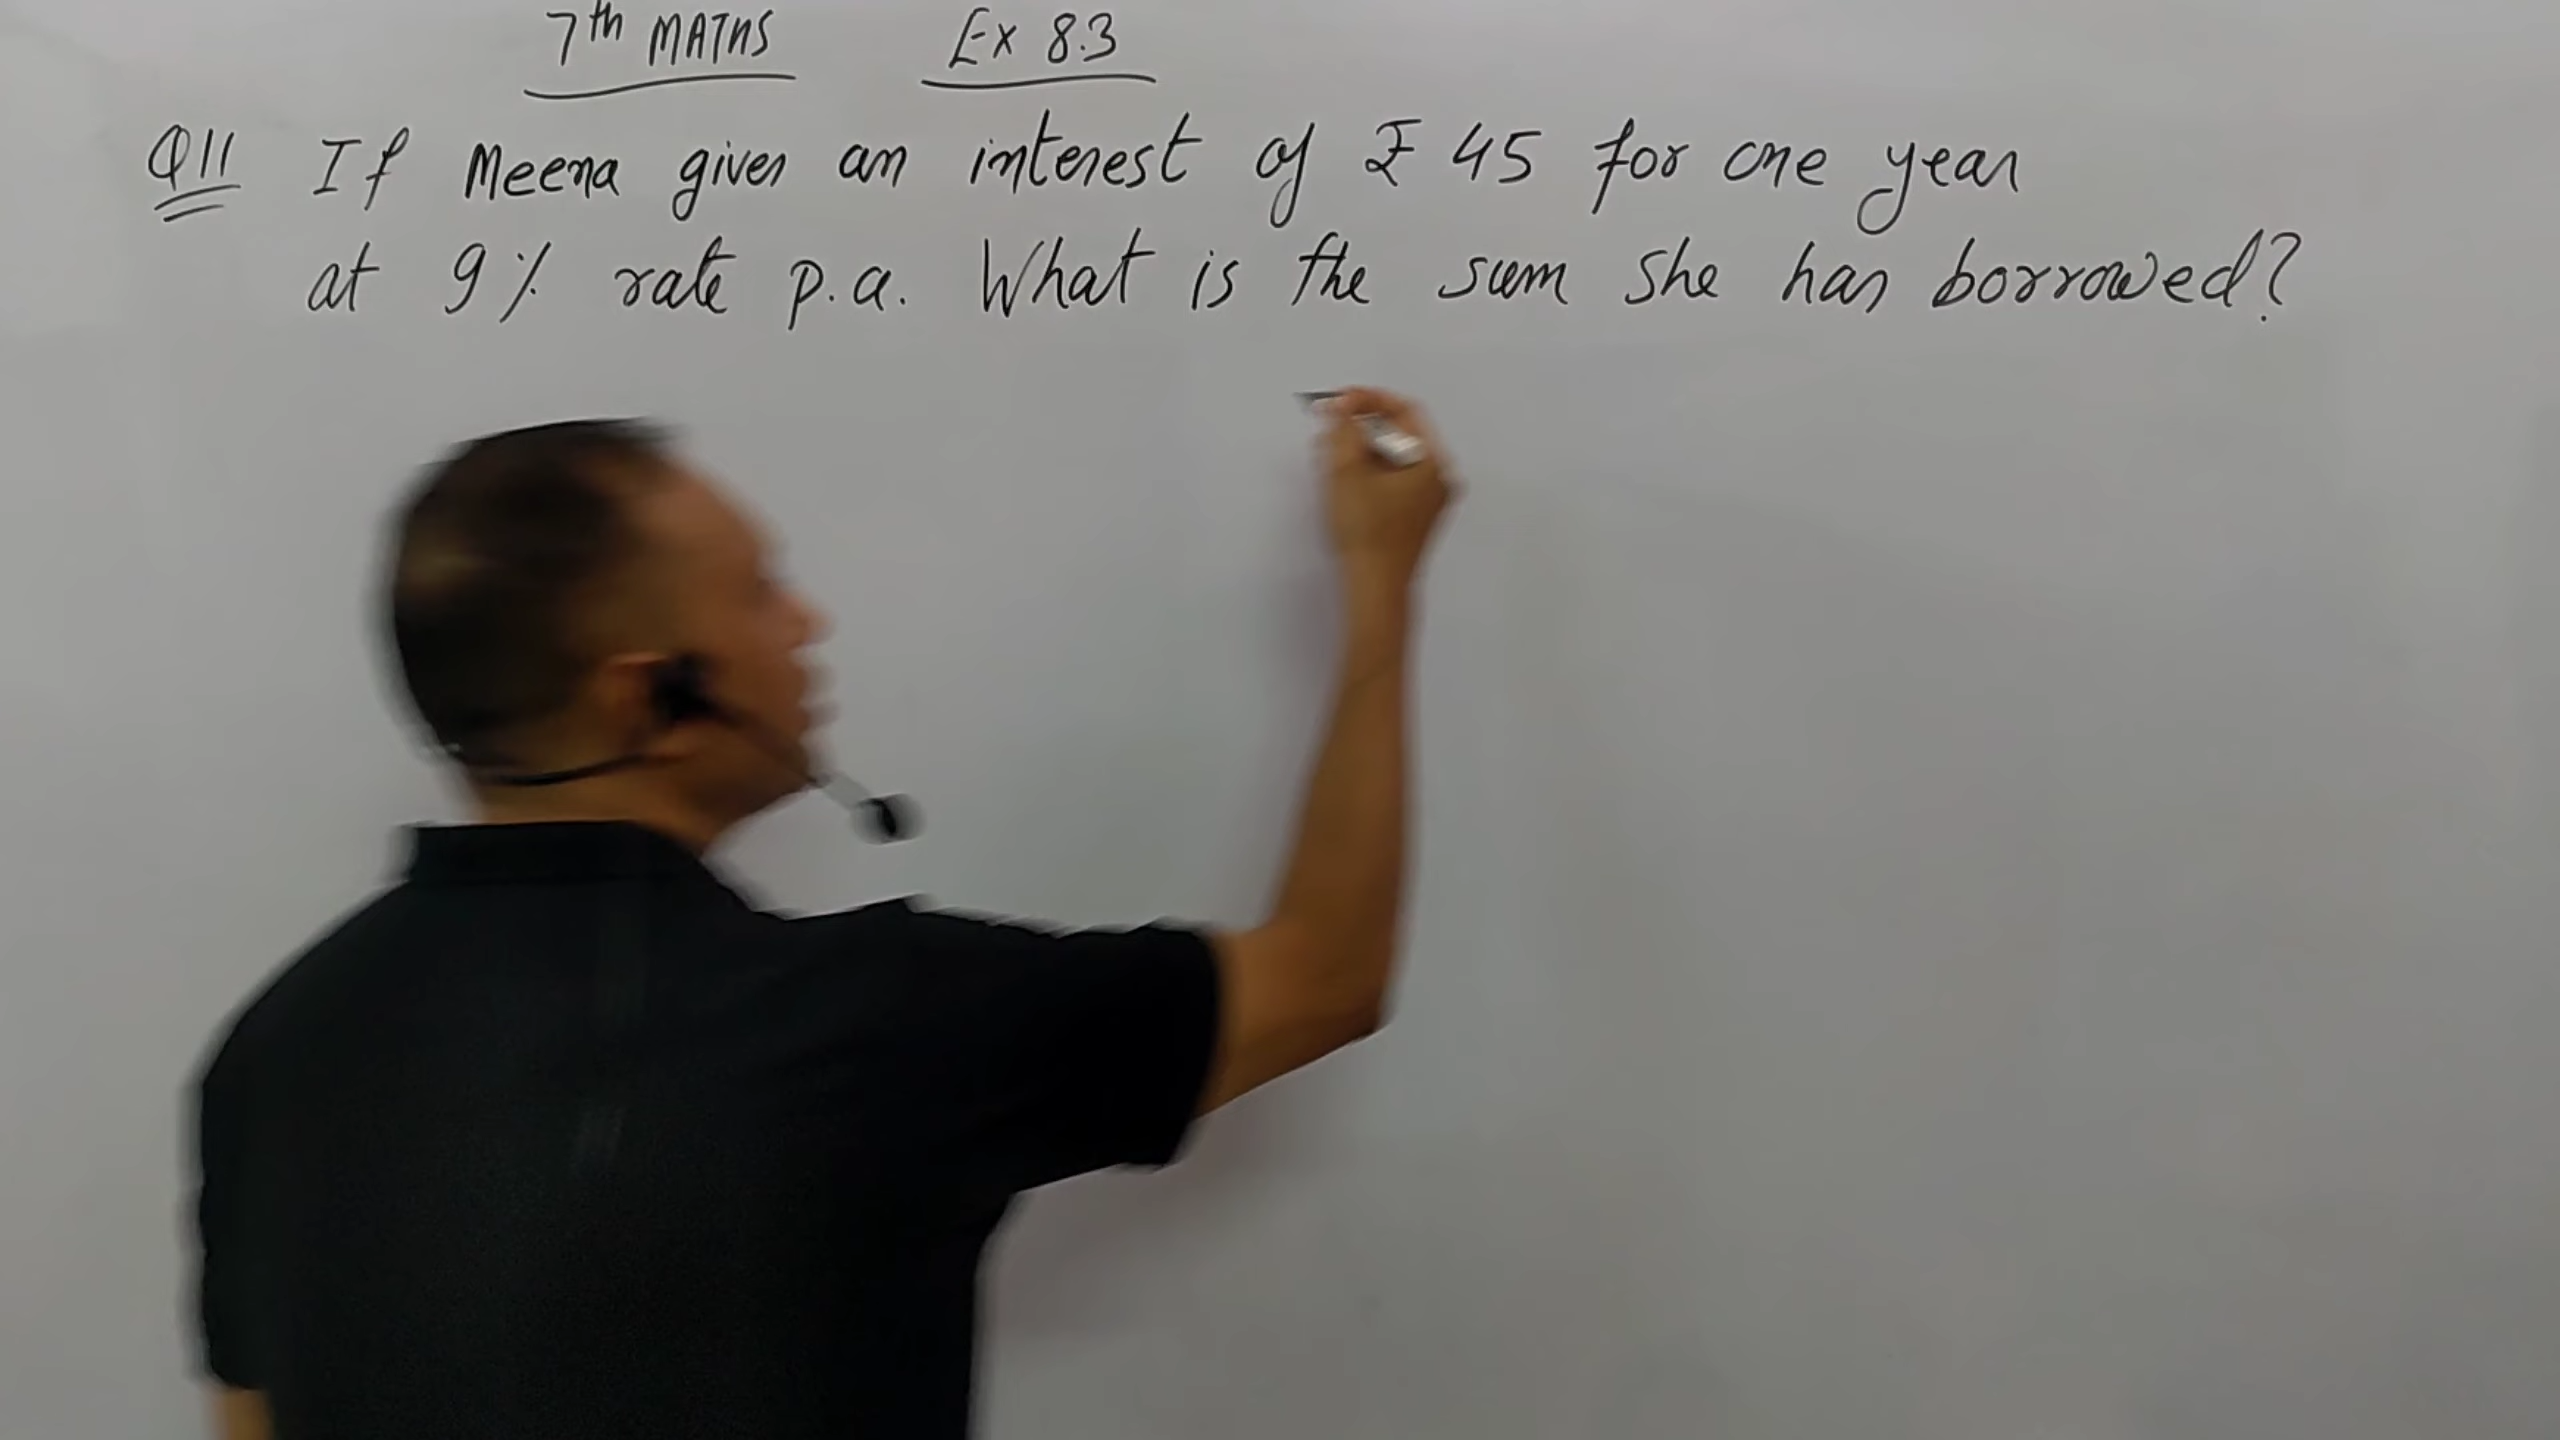 7th MATHS Ex 8.3
Q11 If Meena gives an interest of ₹ 45 for one year
at 9% rate p.a. What is the sum she has borrowed?